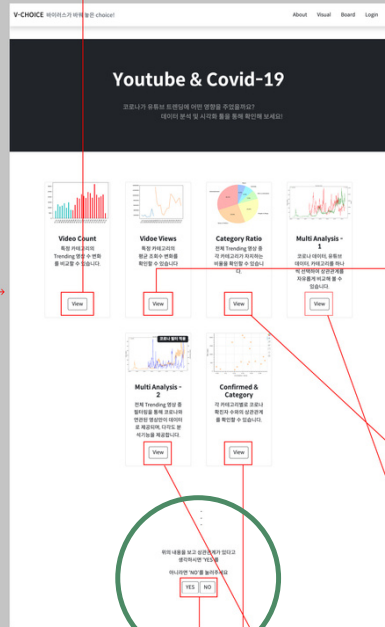 V-CHOICE 바이러스가 바꿔 놓은 choice!
About Visual Board Login
Youtube & Covid-19
코로나가 유튜브 트렌딩에 어떤 영향을 주었을까요?
데이터 분석 및 시각화 툴을 통해 확인해 보세요!
Video Count
특정 카테고리의
Trending 영상 수 변화
를 비교할 수 있습니다.
View
Vidoe Views
특정 카테고리의
평균 조회수 변화를
확인할 수 있습니다
View
Category Ratio
전체 Trending 영상 중
각 카테고리가 차지하는
비율을 확인할 수 있습니
다.
View
Multi Analysis -
1
코로나 데이터, 유튜브
데이터, 카테고리를 하나
씩 선택하여 상관관계를
자유롭게 비교해 볼 수
있습니다.
View
Multi Analysis -
2
전체 Trending 영상 중
필터링을 통해 코로나와
연관된 영상만의 데이터
로 제공되며, 다각도 분
석기능을 제공합니다.
View
Confirmed &
Category
각 카테고리별로 코로나
확진자 수와의 상관관계
를 확인할 수 있습니다.
View
위의 내용을 보고 상관관계가 있다고
생각하시면 'YES'를
아니라면 'NO'를 눌러주세요
YES NO